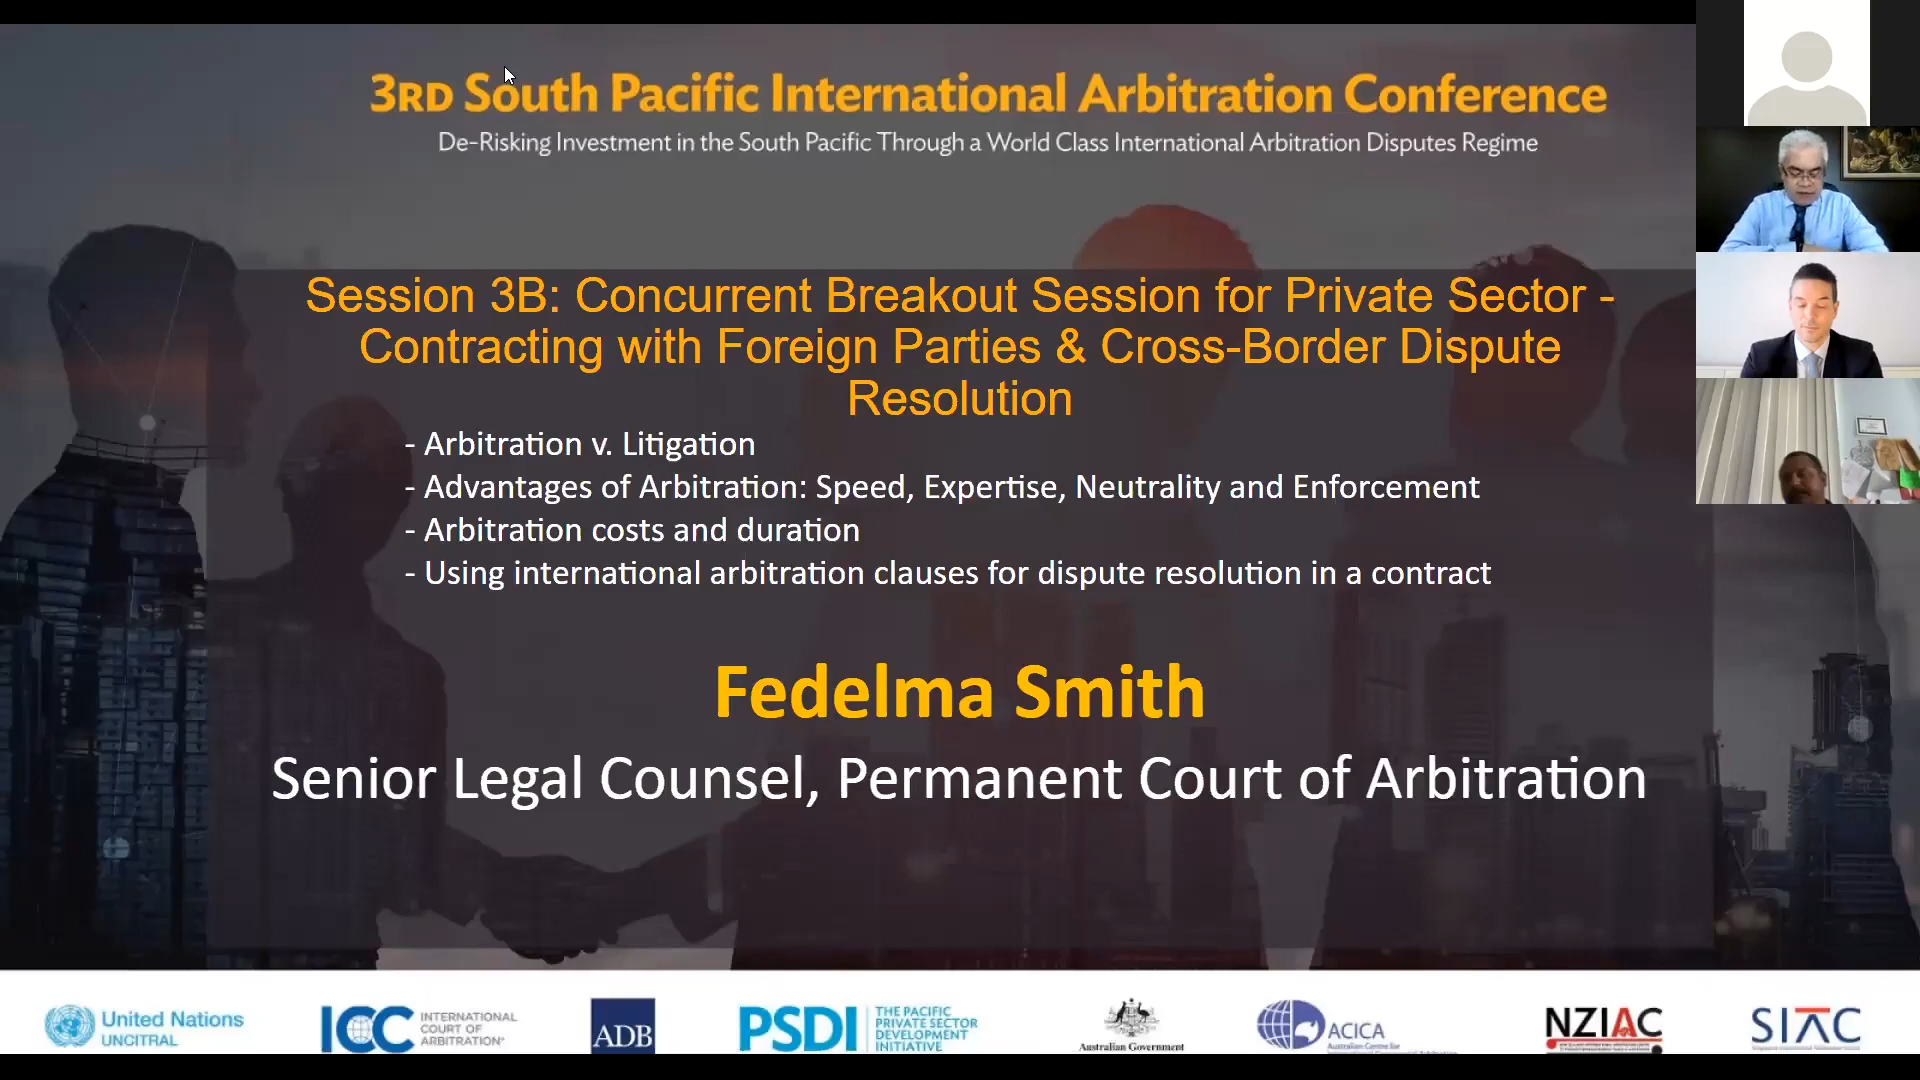 3RD South Pacific International Arbitration Conference
De-Risking Investment in the South Pacific Through a World Class International Arbitration Disputes Regime
Session 3B: Concurrent Breakout Session for Private Sector -
Contracting with Foreign Parties & Cross-Border Dispute
Resolution
- Arbitration v. Litigation
- Advantages of Arbitration: Speed, Expertise, Neutrality and Enforcement
- Arbitration costs and duration
- Using international arbitration clauses for dispute resolution in a contract
Fedelma Smith
Senior Legal Counsel, Permanent Court of Arbitration
United Nations
UNCITRAL
ICC
INTERNATIONAL
COURT OF
ARBITRATION
ADB
PSDI
THE PACIFIC
PRIVATE SECTOR
DEVELOPMENT
INITIATIVE
Australian Government
ACICA
Australian Centre for
NZIAC
SIAC